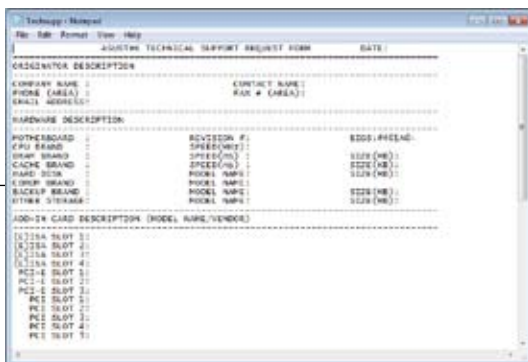 Techsupp - Notepad
File Edit Format View Help
ASUSTEK TECHNICAL SUPPORT REQUEST FORM DATE:
ORIGINATOR DESCRIPTION
COMPANY NAME : CONTACT NAME:
PHONE (AREA) : FAX # (AREA):
EMAIL ADDRESS:
HARDWARE DESCRIPTION
MOTHERBOARD : REVISION #: BIOS:
CPU BRAND : SPEED(MHz):
DRAM BRAND : SPEED(ns) : SIZE(MB):
CACHE BRAND : SPEED(ns) : SIZE(KB):
HARD DISK : MODEL NAME: SIZE(MB):
CDROM BRAND : MODEL NAME:
BACKUP BRAND : MODEL NAME: SIZE(MB):
OTHER STORAGE: MODEL NAME: SIZE(MB):
ADD-IN CARD DESCRIPTION (MODEL NAME/VENDOR)
[E]ISA SLOT 1:
[E]ISA SLOT 2:
[E]ISA SLOT 3:
[E]ISA SLOT 4:
PCI-E SLOT 1:
PCI-E SLOT 2:
PCI-E SLOT 3:
PCI SLOT 1:
PCI SLOT 2:
PCI SLOT 3:
PCI SLOT 4:
PCI SLOT 5: